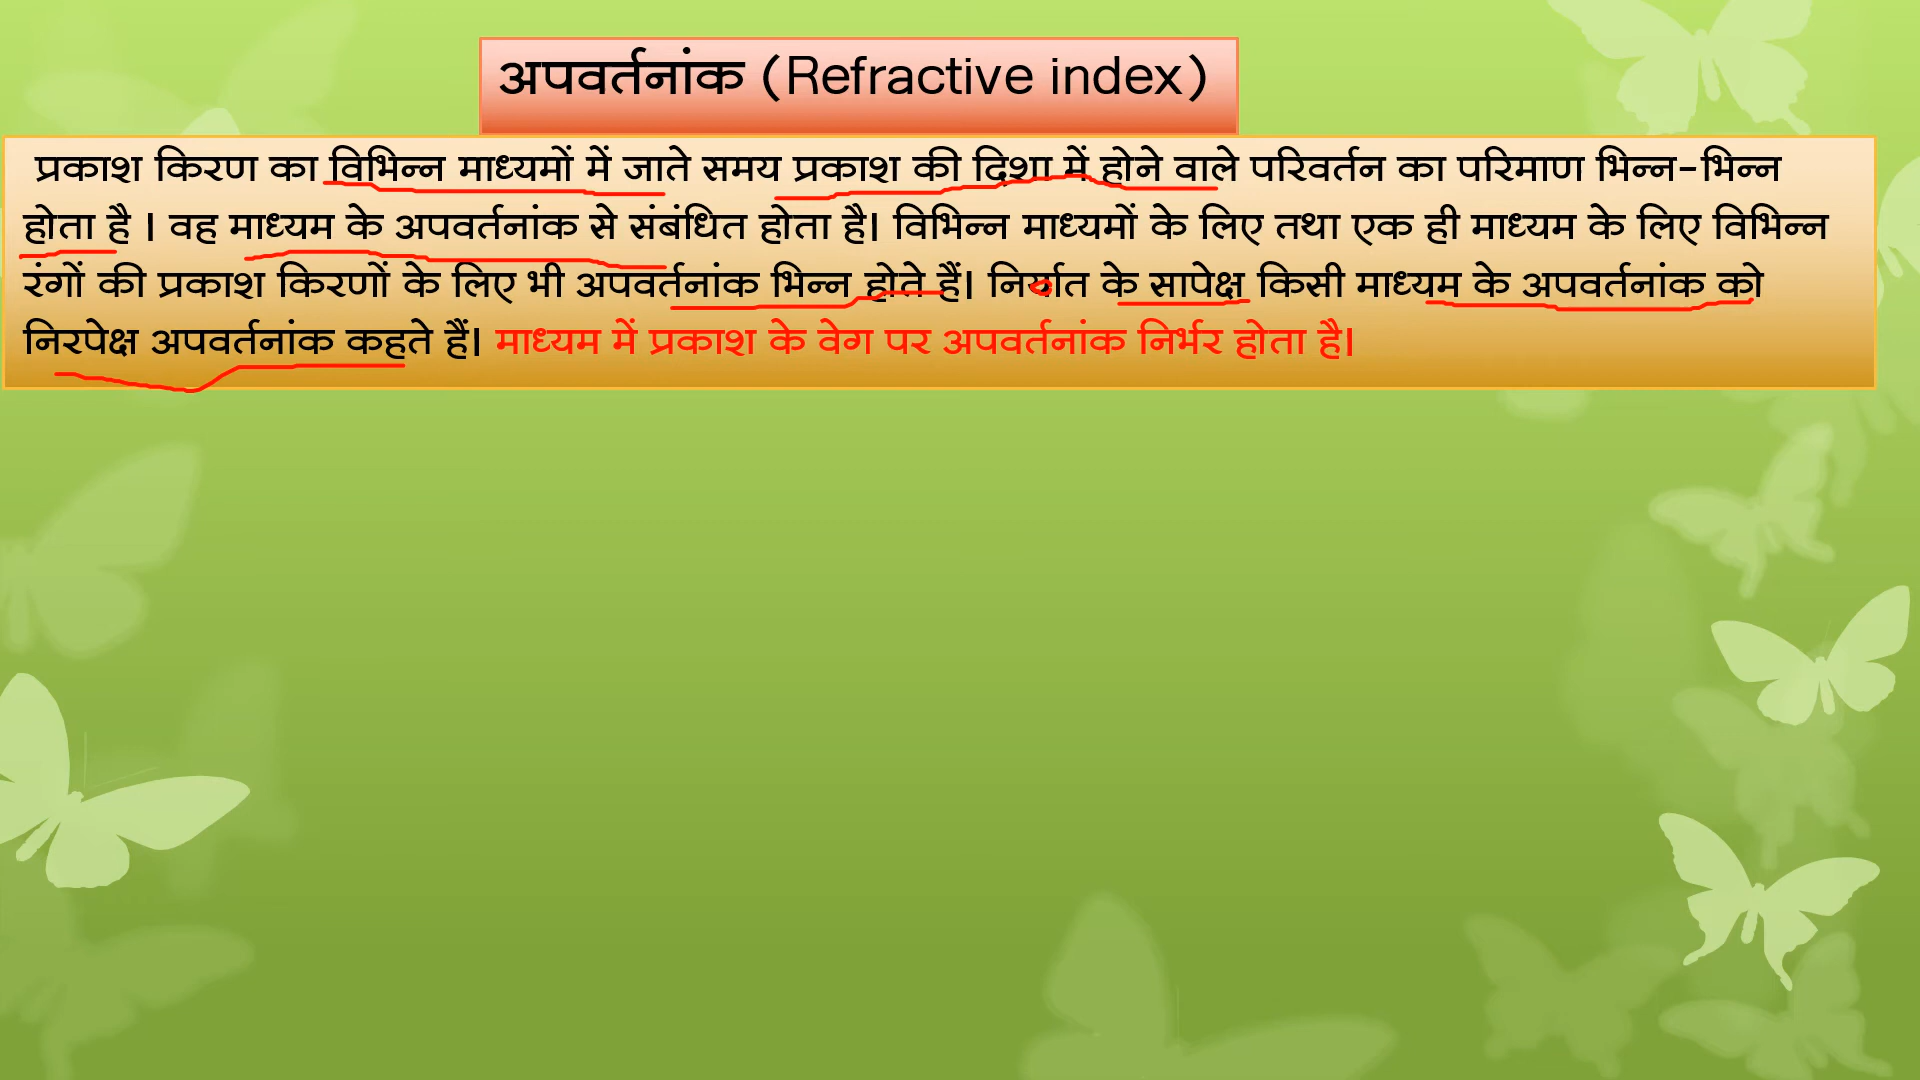 अपवर्तनांक (Refractive index)
प्रकाश किरण का विभिन्न माध्यमों में जाते समय प्रकाश की दिशा में होने वाले परिवर्तन का परिमाण भिन्न-भिन्न
होता है । वह माध्यम के अपवर्तनांक से संबंधित होता है। विभिन्न माध्यमों के लिए तथा एक ही माध्यम के लिए विभिन्न
रंगों की प्रकाश किरणों के लिए भी अपवर्तनांक भिन्न होते हैं। निर्यात के सापेक्ष किसी माध्यम के अपवर्तनांक को
निरपेक्ष अपवर्तनांक कहते हैं। माध्यम में प्रकाश के वेग पर अपवर्तनांक निर्भर होता है।